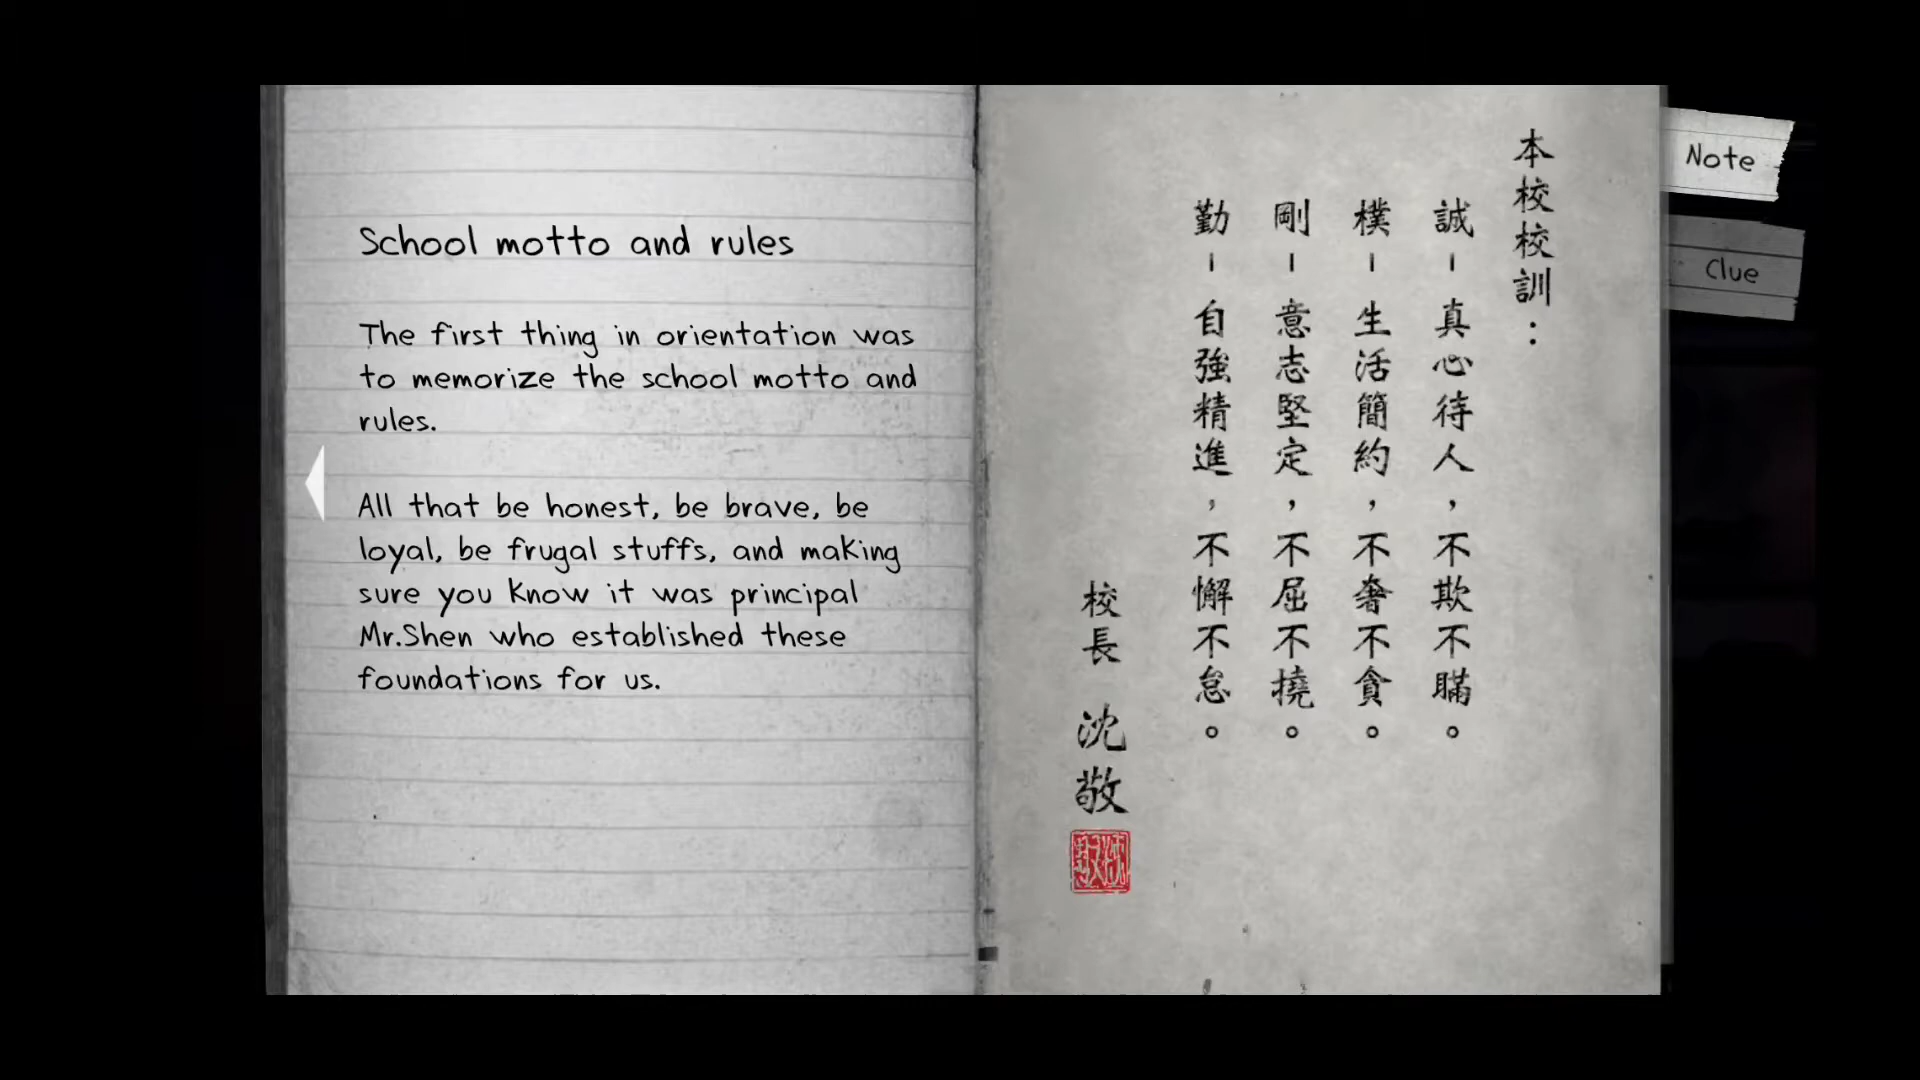 School motto and rules
The first thing in orientation was
to memorize the school motto and
rules.
All that be honest, be brave, be
loyal, be frugal stuffs, and making
sure you know it was principal
Mr.Shen who established these
foundations for us.
本校校訓：
誠－真心待人，不欺不瞞。
樸－生活簡約，不奢不貪。
剛－意志堅定，不屈不撓。
勤－自強精進，不懈不怠。
校長 沈敬
Note
Clue